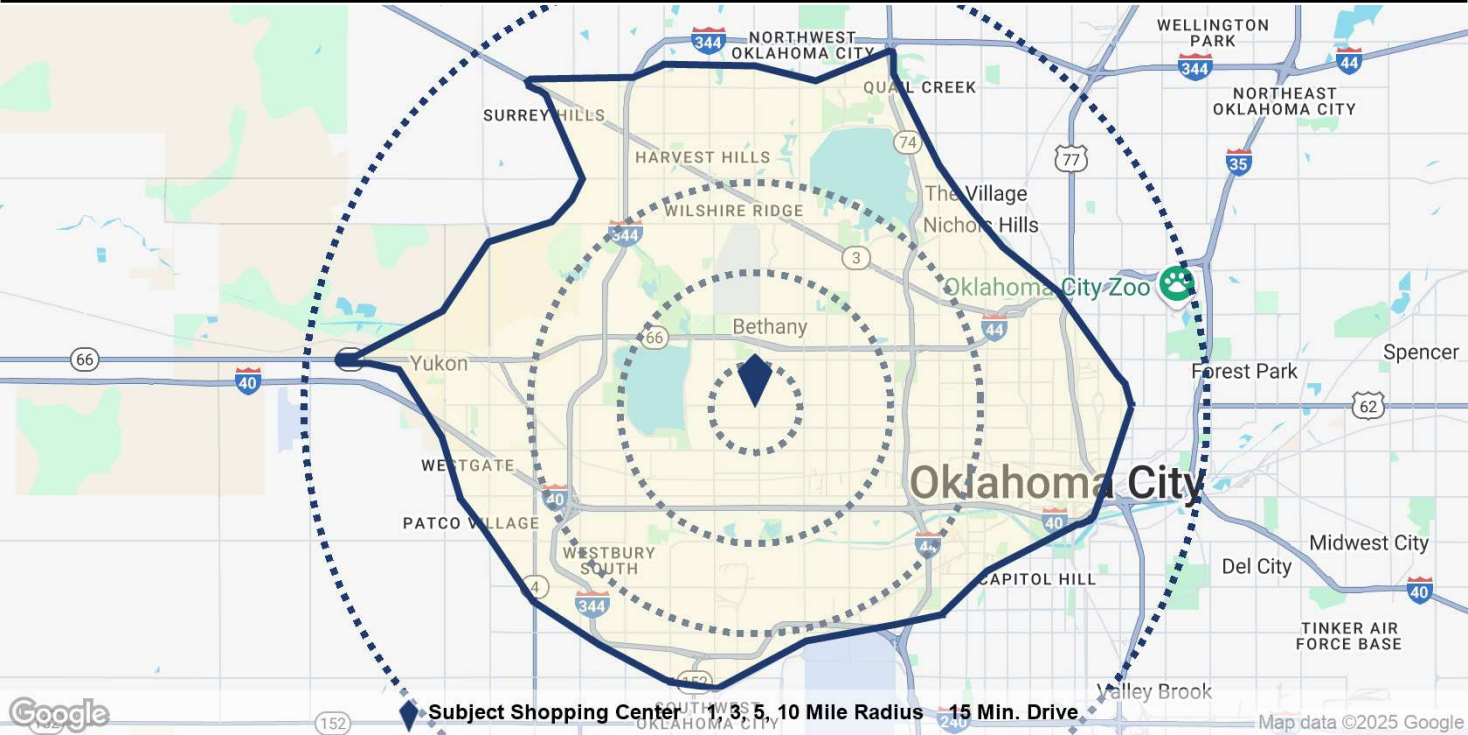 NORTHWEST
OKLAHOMA CITY
WELLINGTON
PARK
344
344
44
QUAIL CREEK
NORTHEAST
OKLAHOMA CITY
SURREY HILLS
74
HARVEST HILLS
77
35
The Village
WILSHIRE RIDGE
Nichols Hills
344
3
Oklahoma City Zoo
Bethany
44
66
66
Yukon
Spencer
40
Forest Park
62
WESTGATE
Oklahoma City
40
PATCO VILLAGE
40
44
Midwest City
WESTBURY
SOUTH
Del City
CAPITOL HILL
4
344
40
TINKER AIR
FORCE BASE
152
Valley Brook
SOUTHWEST
OKLAHOMA CITY
Google
152
Subject Shopping Center
1, 3, 5, 10 Mile Radius
15 Min. Drive
240
Map data ©2025 Google